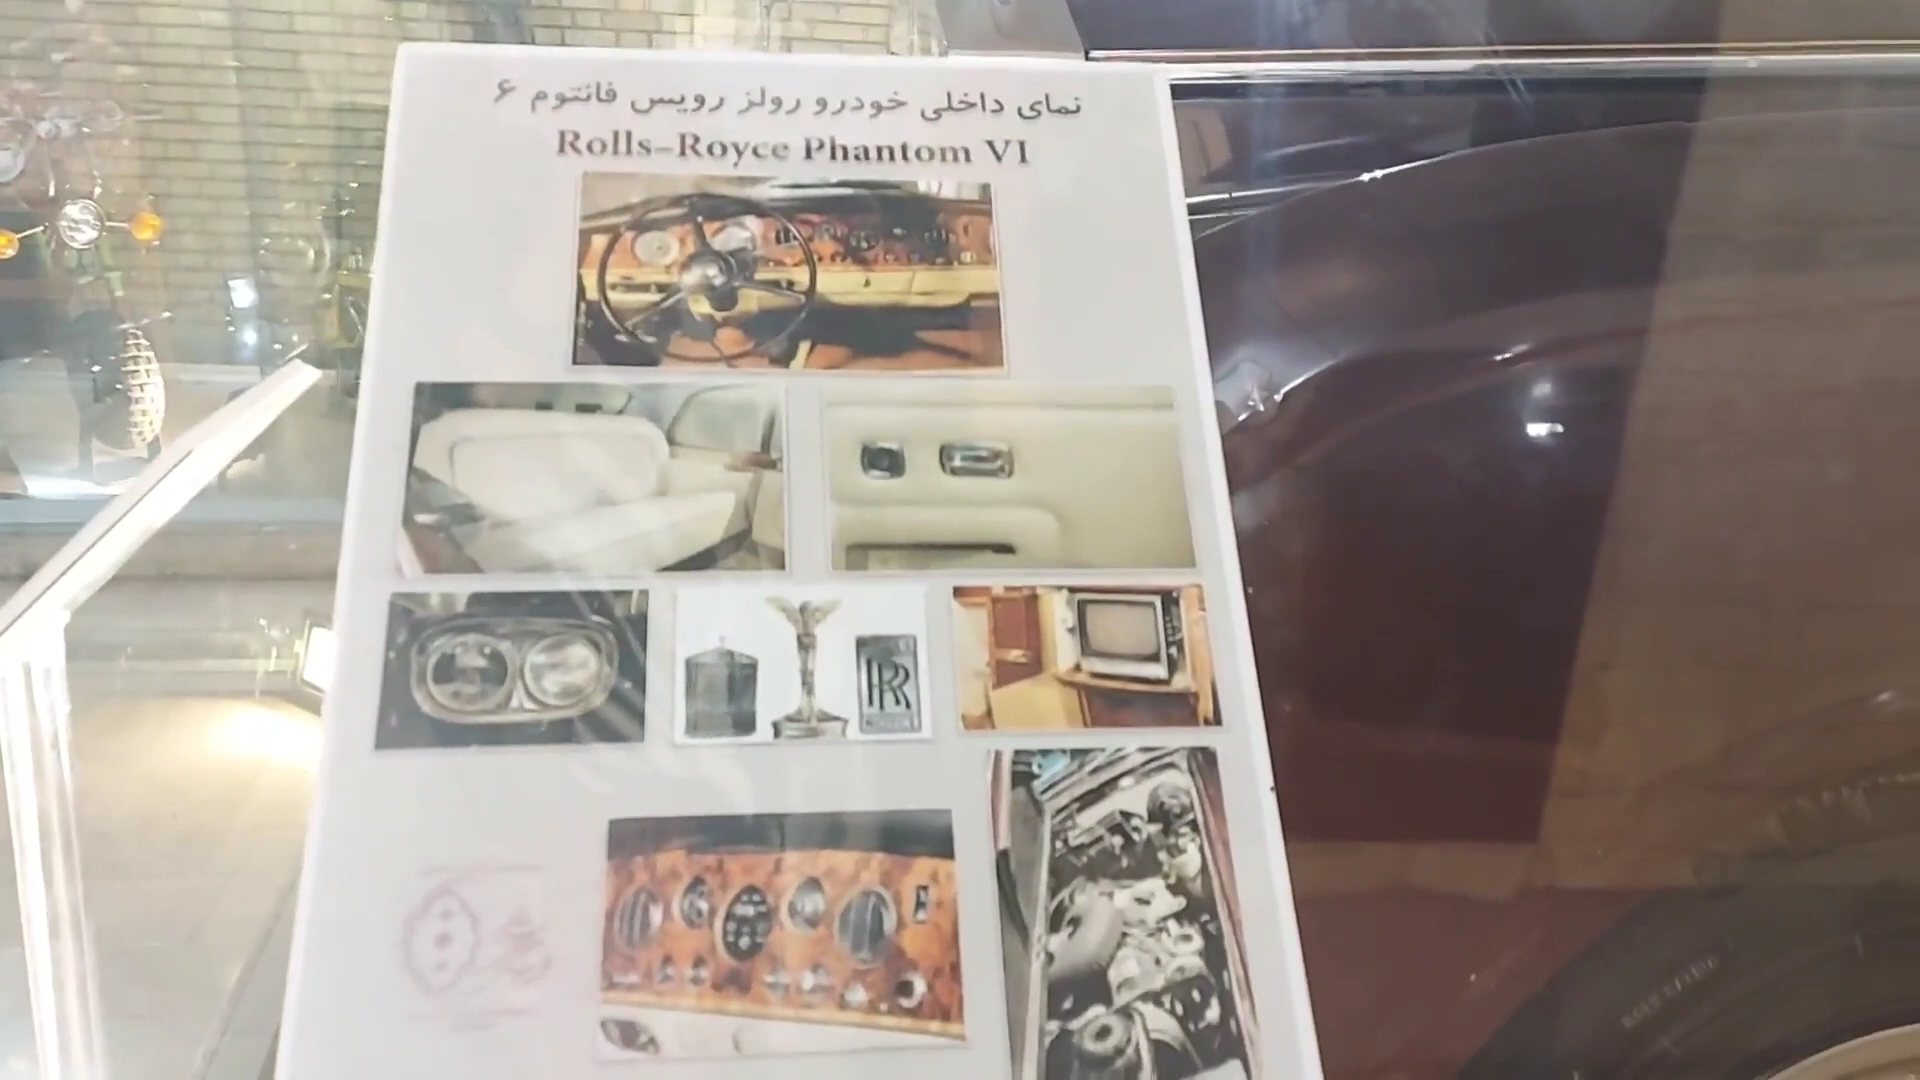 نمای داخلی خودرو رولز رویس فانتوم ۶
Rolls-Royce Phantom VI
RR